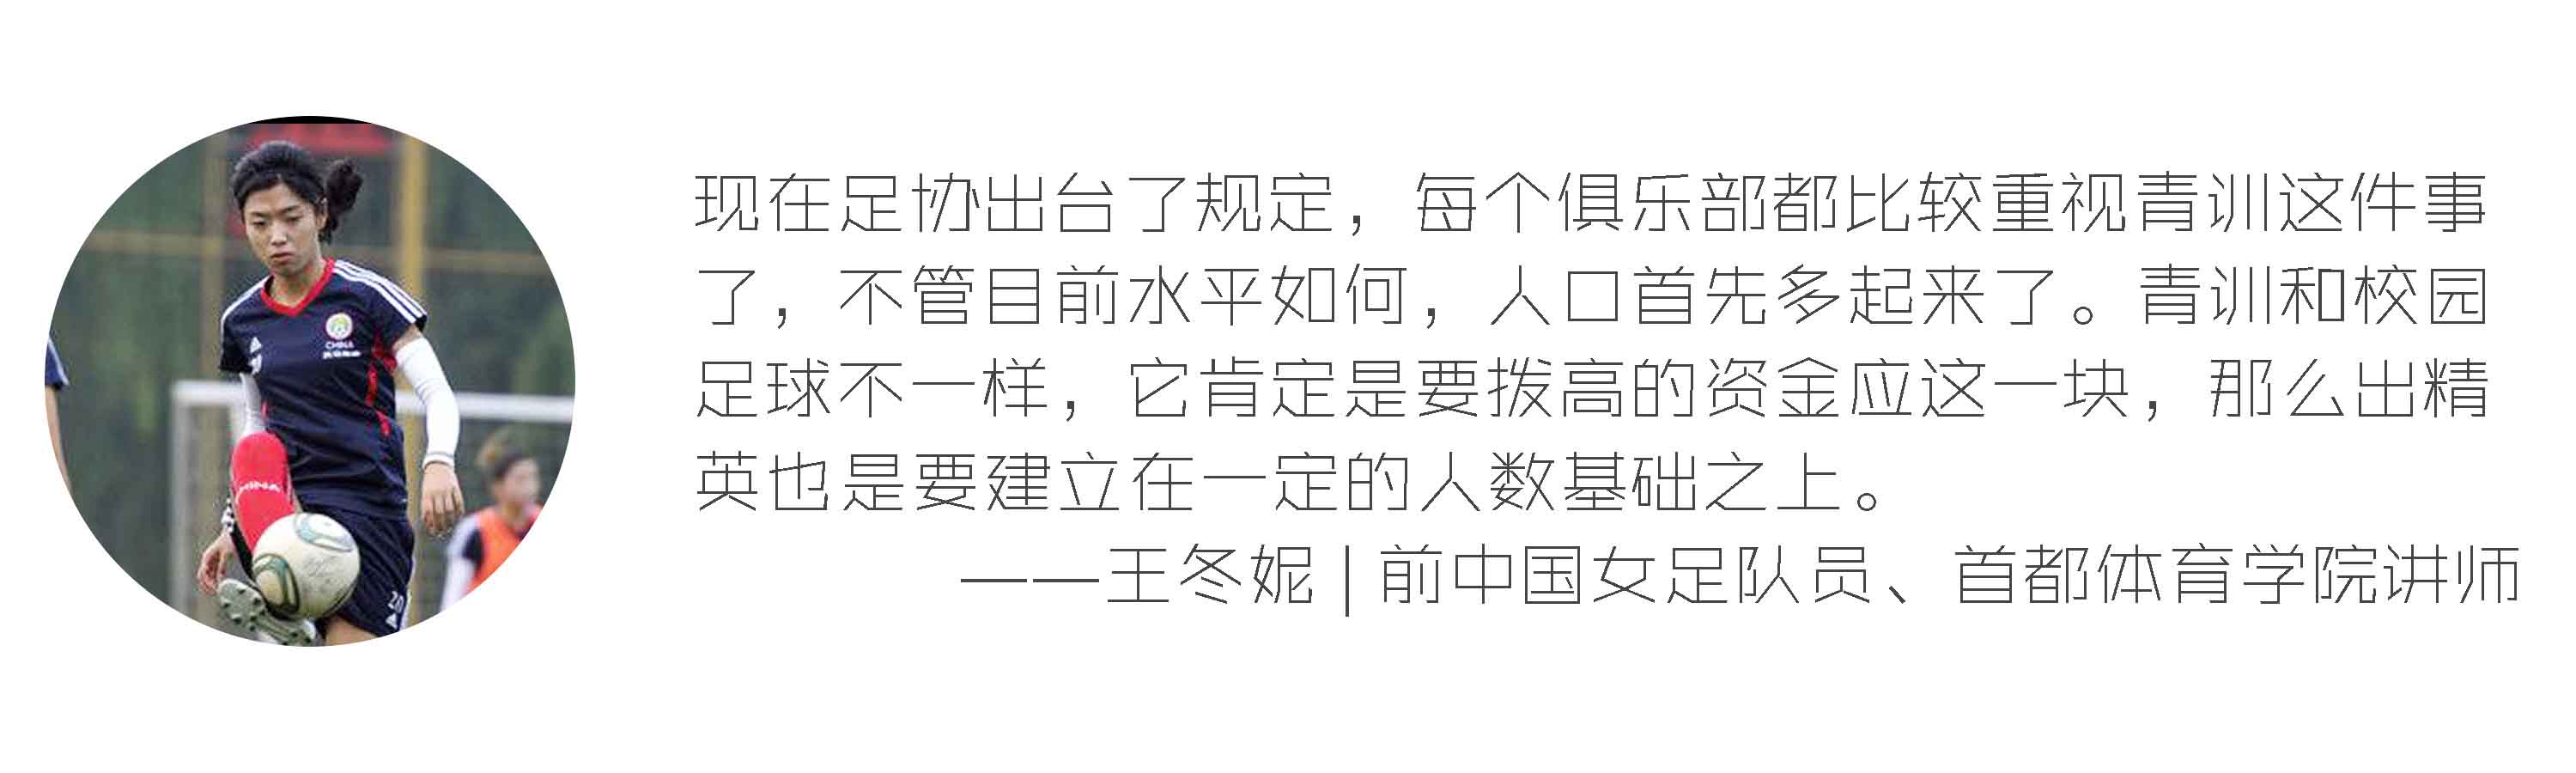 现在足协出台了规定，每个俱乐部都比较重视青训这件事
了，不管目前水平如何，人口首先多起来了。青训和校园
足球不一样，它肯定是要拔高的资金应这一块，那么出精
英也是要建立在一定的人数基础之上。
——王冬妮|前中国女足队员、首都体育学院讲师
CHINA
CHINA
20